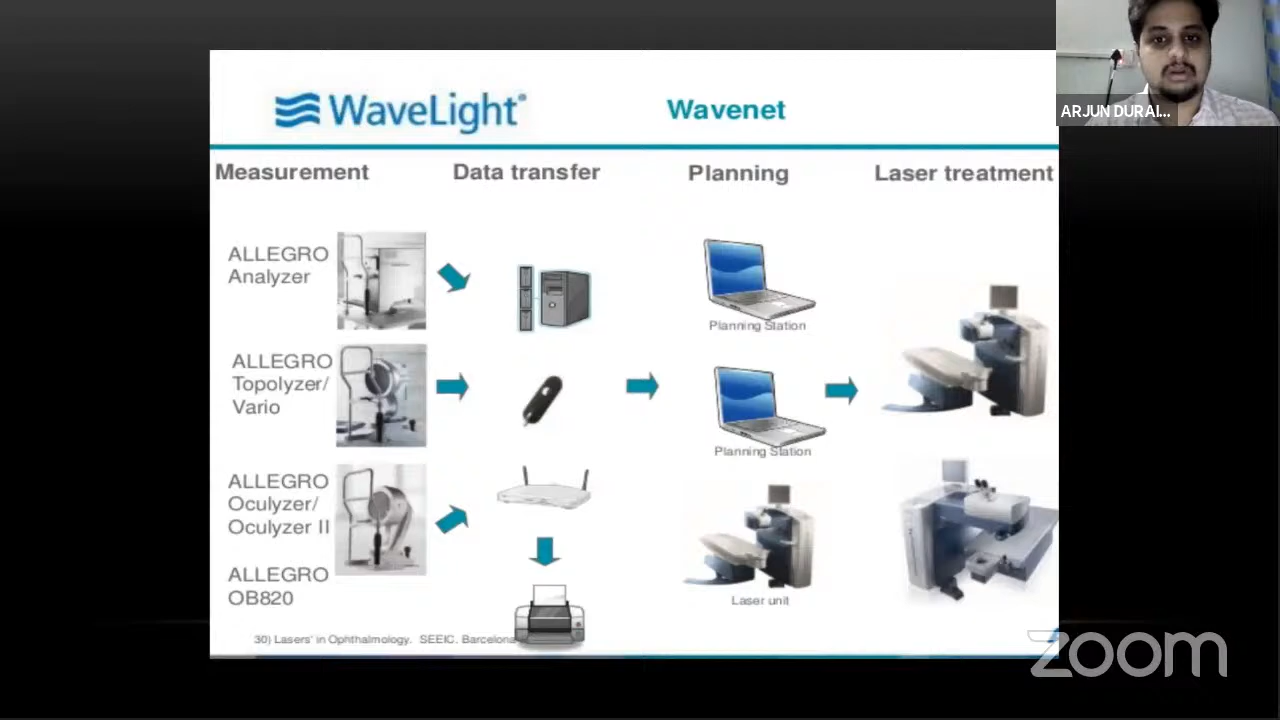 WaveLight®
Wavenet
Measurement
Data transfer
Planning
Laser treatment
ALLEGRO
Analyzer
ALLEGRO
Topolyzer/
Vario
ALLEGRO
Oculyzer/
Oculyzer II
ALLEGRO
OB820
Planning Station
Planning Station
Laser unit
30) Lasers' in Ophthalmology. SEEIC. Barcelona
ARJUN DURAI...
zoom